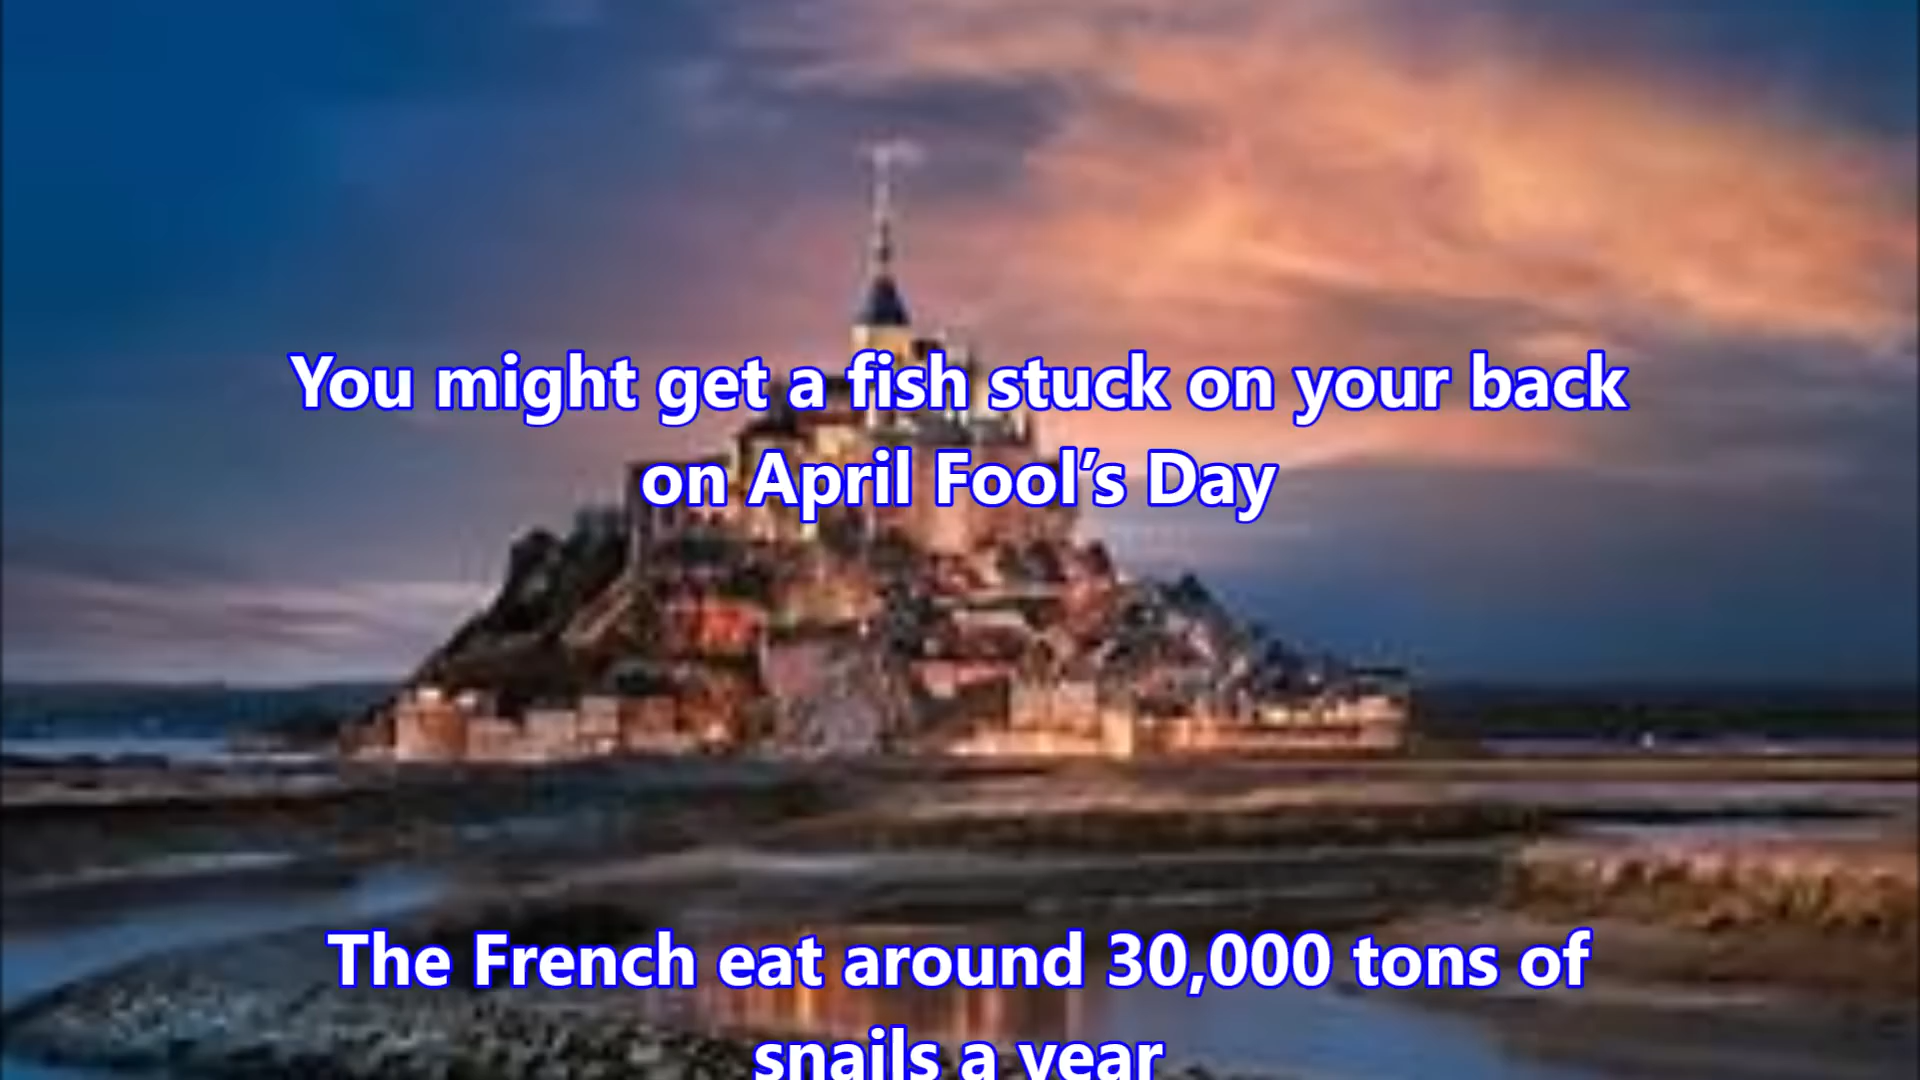 You might get a fish stuck on your back
on April Fool’s Day
The French eat around 30,000 tons of
snails a year